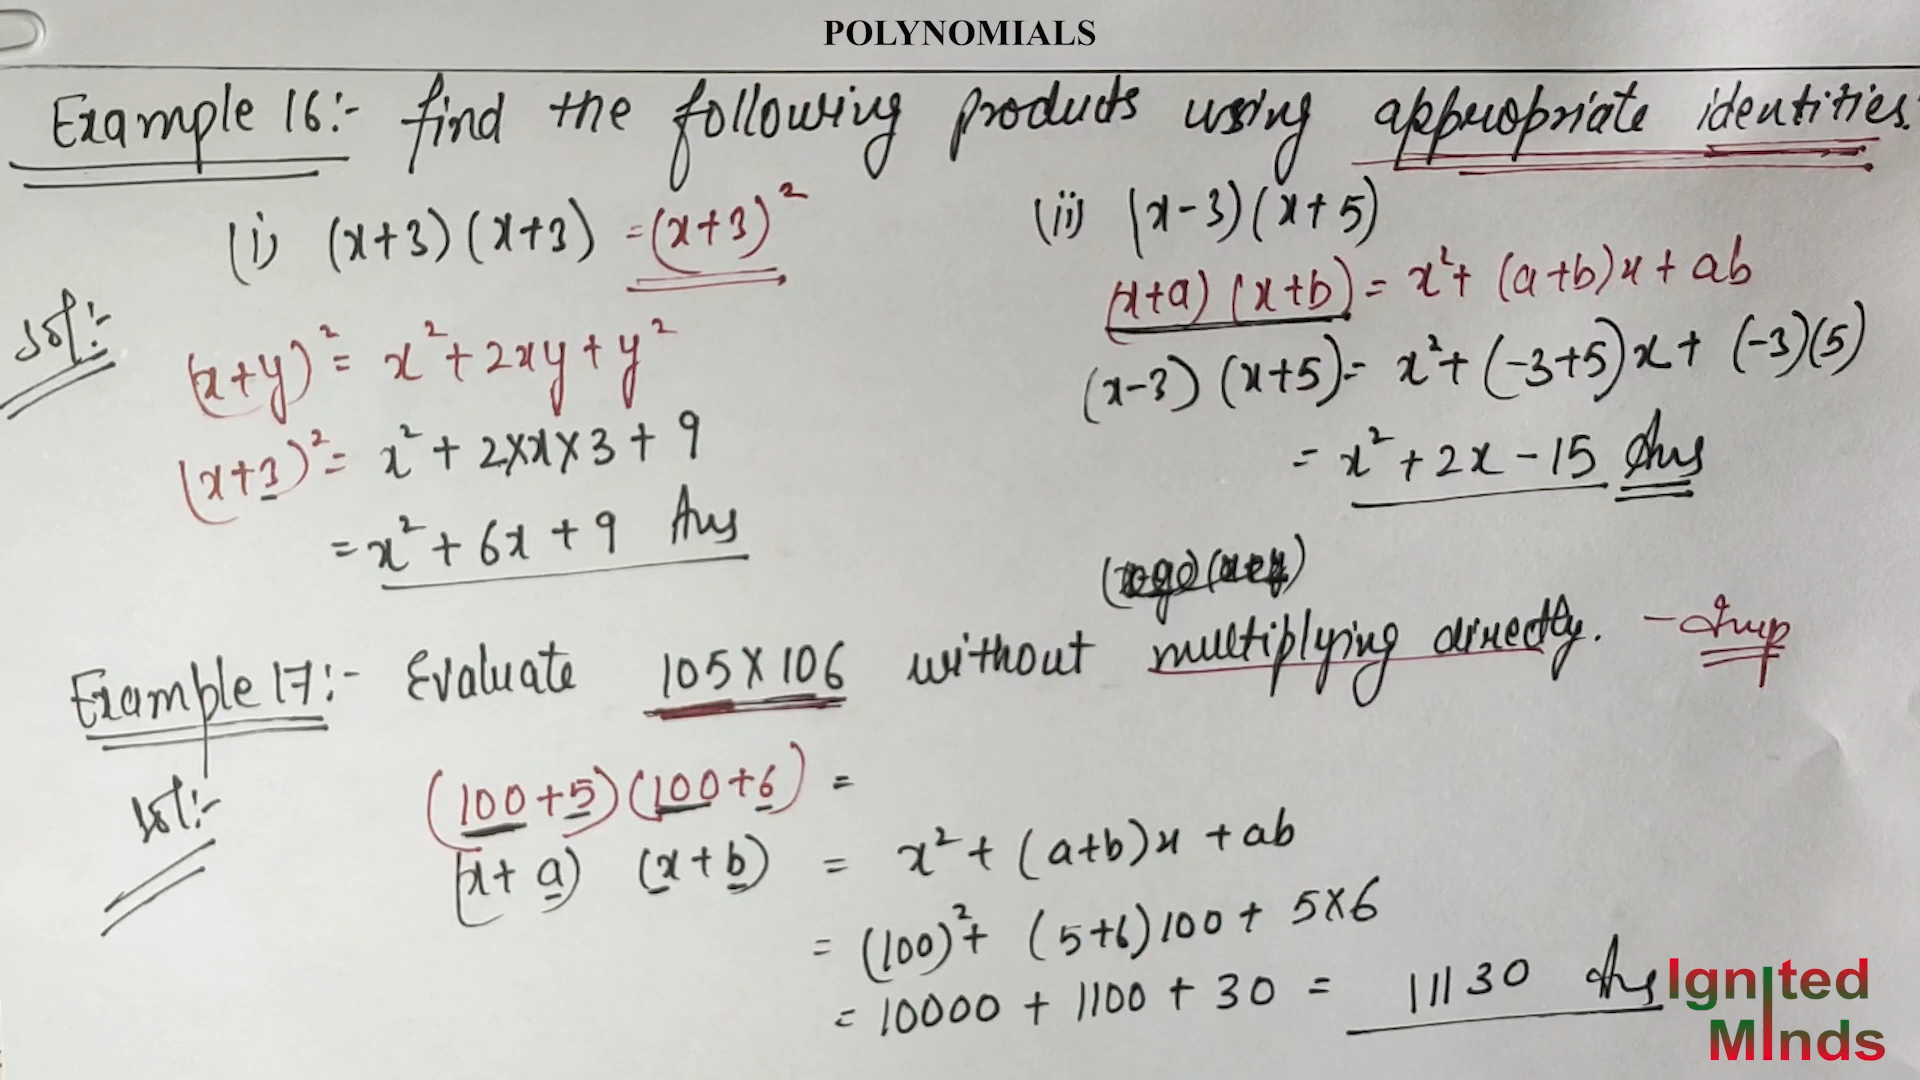 POLYNOMIALS
Example 16:- find the following products using appropriate identities.
(i) (x+3)(x+3) = (x+3)²
(ii) (x-3)(x+5)
Sol:-
(x+y)² = x² + 2xy + y²
(x+3)² = x² + 2×x×3 + 9
= x² + 6x + 9 Ans
(x+a)(x+b) = x² + (a+b)x + ab
(x-3)(x+5) = x² + (-3+5)x + (-3)(5)
= x² + 2x - 15 Ans
Example 17:- Evaluate 105×106 without multiplying directly. - Imp
Sol:-
(100+5)(100+6) =
(x+a) (x+b) = x² + (a+b)x + ab
= (100)² + (5+6)100 + 5×6
= 10000 + 1100 + 30 = 11130 Ans
Ignited
Minds